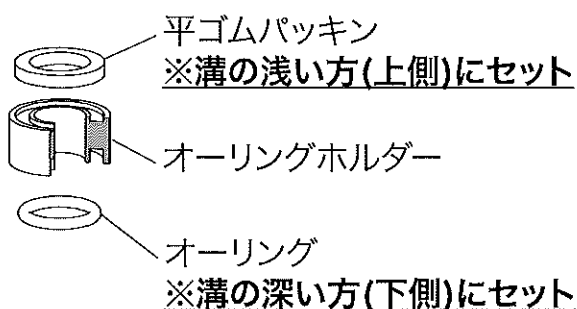 平ゴムパッキン
※溝の浅い方(上側)にセット
オーリングホルダー
オーリング
※溝の深い方(下側)にセット